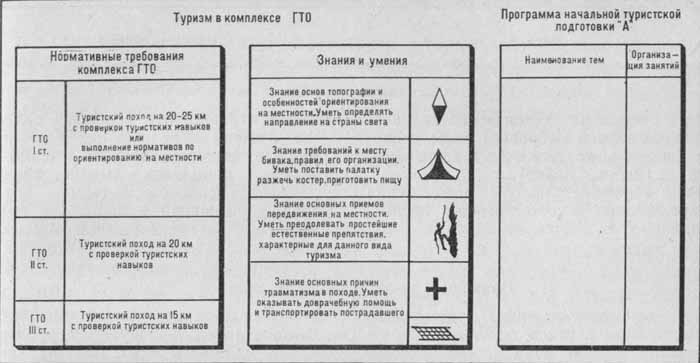 Туризм в комплексе ГТО
Нормативные требования
комплекса ГТО
ГТО
I ст.
Туристский поход на 20-25 км
с проверкой туристских навыков
или
выполнение нормативов по
ориентированию на местности
ГТО
II ст.
Туристский поход на 20 км
с проверкой туристских
навыков
ГТО
III ст.
Туристский поход на 15 км
с проверкой туристских навыков
Знания и умения
Знание основ топографии и
особенностей ориентирования
на местности. Уметь определять
направление на страны света
Знание требований к месту
бивака, правил его организации.
Уметь поставить палатку
разжечь костер, приготовить пищу
Знание основных приемов
передвижения на местности.
Уметь преодолевать простейшие
естественные препятствия,
характерные для данного вида
туризма
Знание основных причин
травматизма в походе. Уметь
оказывать доврачебную помощь
и транспортировать пострадавшего
Программа начальной туристской
подготовки "А"
Наименование тем
Организа-
ция занятий